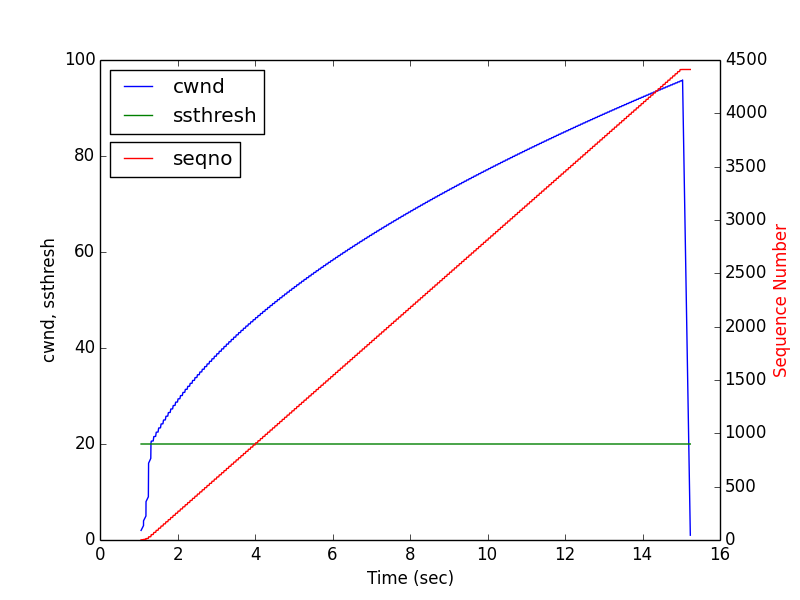 cwnd
ssthresh
seqno
100
80
60
40
20
0
cwnd, ssthresh
4500
4000
3500
3000
2500
2000
1500
1000
500
0
Sequence Number
0 2 4 6 8 10 12 14 16
Time (sec)